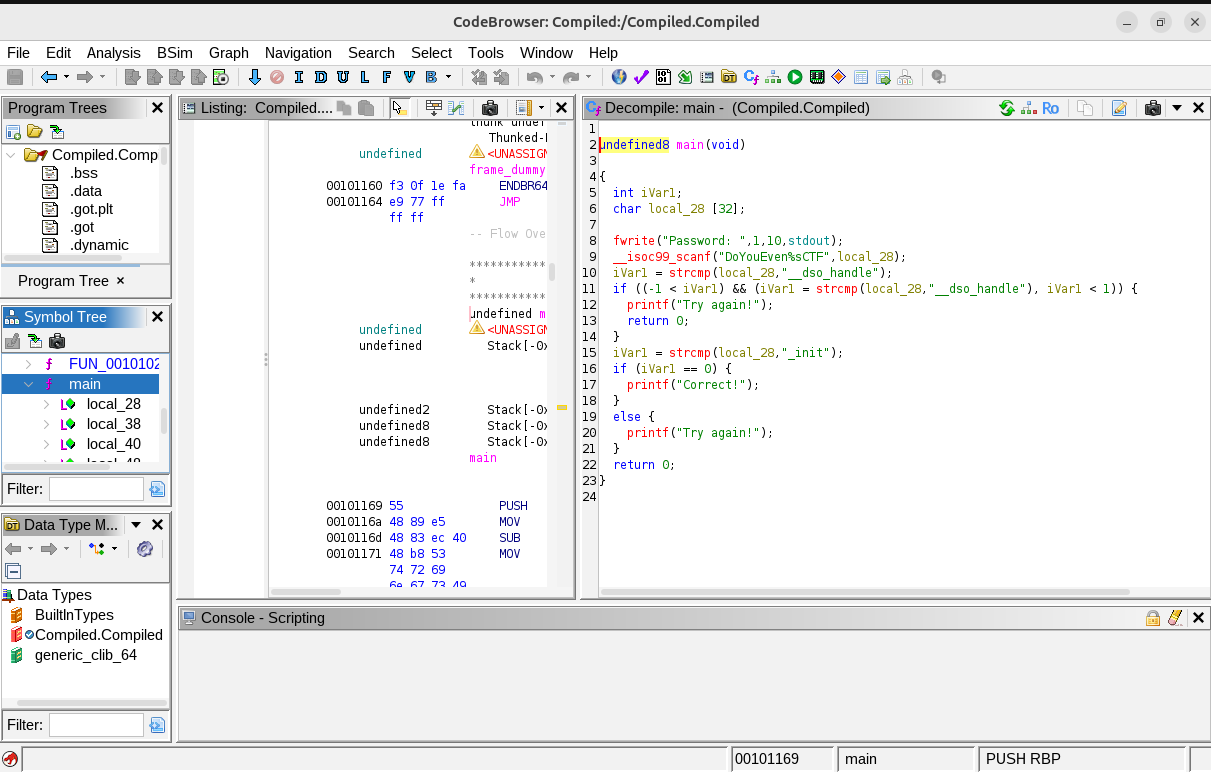 CodeBrowser: Compiled:/Compiled.Compiled
File Edit Analysis BSim Graph Navigation Search Select Tools Window Help
I D U L F V B
Program Trees
Compiled.Comp
.bss
.data
.got.plt
.got
.dynamic
Program Tree ×
Symbol Tree
FUN_0010102
main
local_28
local_38
local_40
Filter:
Data Type M...
Data Types
BuiltInTypes
Compiled.Compiled
generic_clib_64
Filter:
Listing: Compiled....
Thunked-
undefined <UNASSIGN
frame_dummy
00101160 f3 0f 1e fa ENDBR64
00101164 e9 77 ff JMP
ff ff
-- Flow Ove
************
*
************
undefined m
undefined <UNASSIGN
undefined Stack[-0x
undefined2 Stack[-0x
undefined8 Stack[-0x
undefined8 Stack[-0x
main
00101169 55 PUSH
0010116a 48 89 e5 MOV
0010116d 48 83 ec 40 SUB
00101171 48 b8 53 MOV
74 72 69
6e 67 73 49
Decompile: main - (Compiled.Compiled)
Ro
1
2 undefined8 main(void)
3
4 {
5 int iVar1;
6 char local_28 [32];
7
8 fwrite("Password: ",1,10,stdout);
9 __isoc99_scanf("DoYouEven%sCTF",local_28);
10 iVar1 = strcmp(local_28,"__dso_handle");
11 if ((-1 < iVar1) && (iVar1 = strcmp(local_28,"__dso_handle"), iVar1 < 1)) {
12 printf("Try again!");
13 return 0;
14 }
15 iVar1 = strcmp(local_28,"_init");
16 if (iVar1 == 0) {
17 printf("Correct!");
18 }
19 else {
20 printf("Try again!");
21 }
22 return 0;
23 }
24
Console - Scripting
00101169 main PUSH RBP